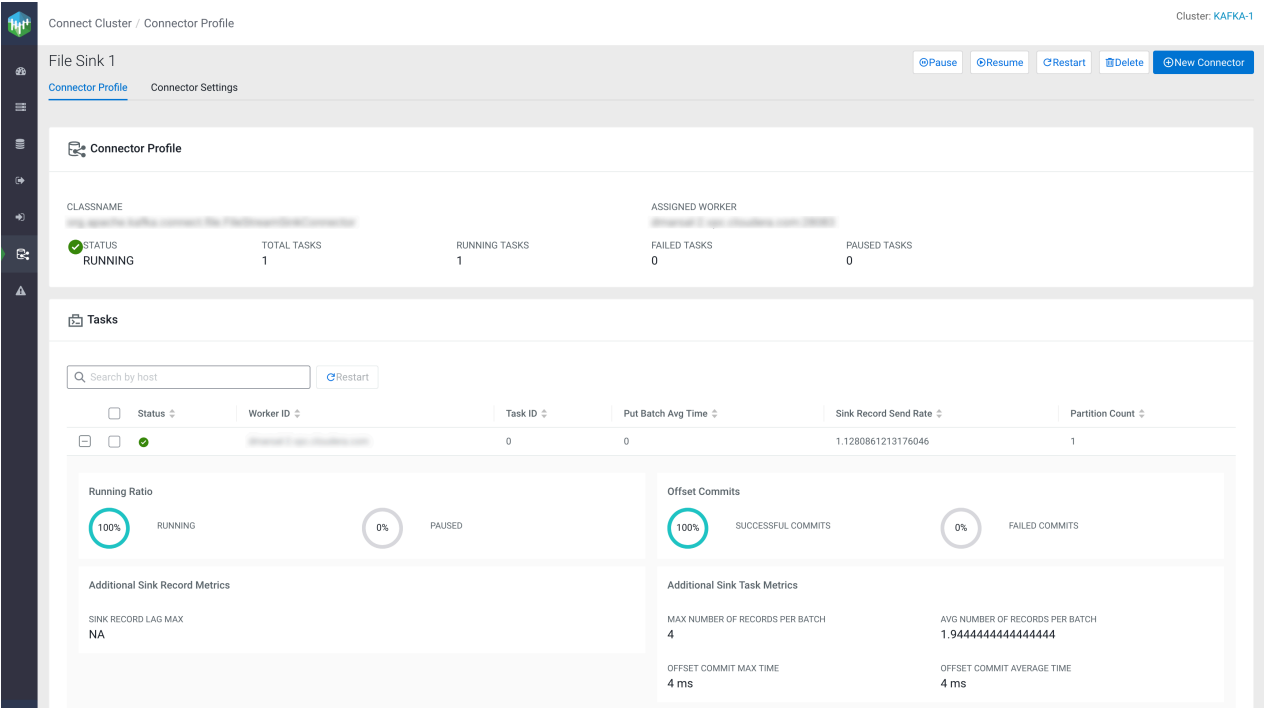 Connect Cluster / Connector Profile
Cluster: KAFKA-1
File Sink 1
Pause Resume Restart Delete New Connector
Connector Profile Connector Settings
Connector Profile
CLASSNAME ASSIGNED WORKER
STATUS TOTAL TASKS RUNNING TASKS FAILED TASKS PAUSED TASKS
RUNNING 1 1 0 0
Tasks
Search by host Restart
Status Worker ID Task ID Put Batch Avg Time Sink Record Send Rate Partition Count
0 0 1.1280861213176046 1
Running Ratio Offset Commits
100% RUNNING 0% PAUSED 100% SUCCESSFUL COMMITS 0% FAILED COMMITS
Additional Sink Record Metrics Additional Sink Task Metrics
SINK RECORD LAG MAX MAX NUMBER OF RECORDS PER BATCH AVG NUMBER OF RECORDS PER BATCH
NA 4 1.9444444444444444
OFFSET COMMIT MAX TIME OFFSET COMMIT AVERAGE TIME
4 ms 4 ms